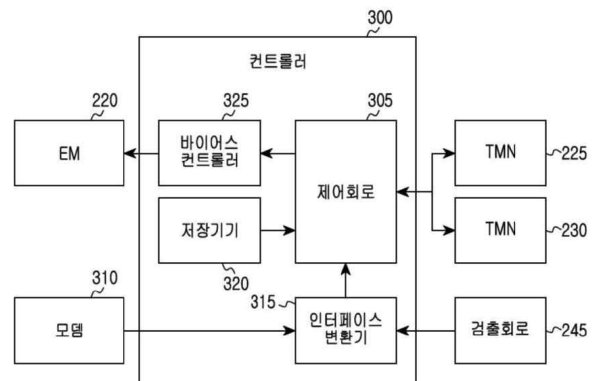 300
컨트롤러
220
325
305
EM
바이어스
컨트롤러
제어회로
TMN
225
저장기기
TMN
230
320
310
315
모뎀
인터페이스
변환기
검출회로
245